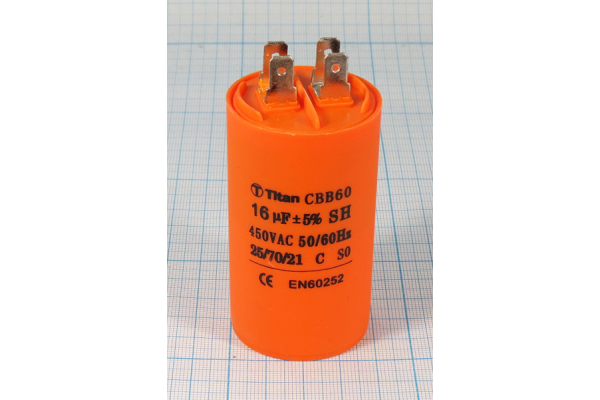 Titan CBB60
16 µF ± 5% SH
450VAC 50/60Hz
25/70/21 C S0
CE EN60252